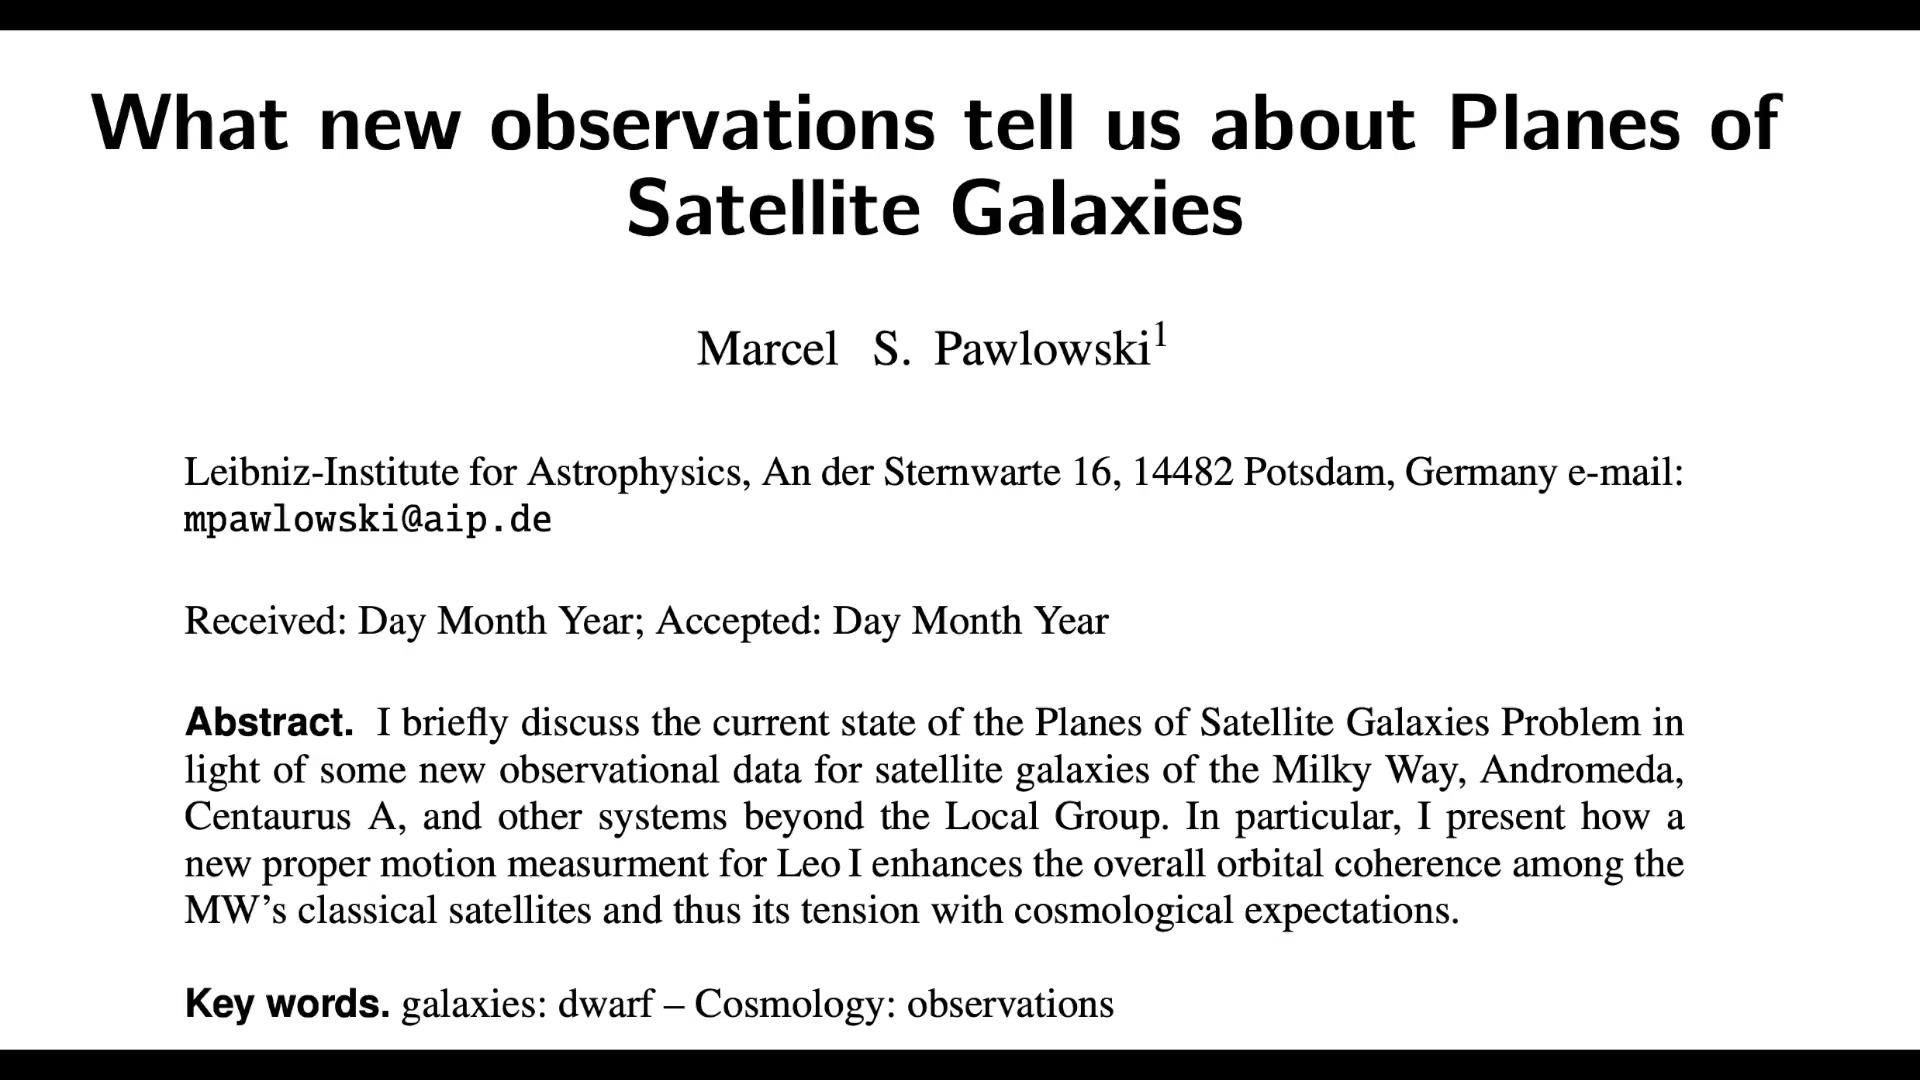 What new observations tell us about Planes of
Satellite Galaxies
Marcel S. Pawlowski1
Leibniz-Institute for Astrophysics, An der Sternwarte 16, 14482 Potsdam, Germany e-mail:
mpawlowski@aip.de
Received: Day Month Year; Accepted: Day Month Year
Abstract. I briefly discuss the current state of the Planes of Satellite Galaxies Problem in
light of some new observational data for satellite galaxies of the Milky Way, Andromeda,
Centaurus A, and other systems beyond the Local Group. In particular, I present how a
new proper motion measurment for Leo I enhances the overall orbital coherence among the
MW's classical satellites and thus its tension with cosmological expectations.
Key words. galaxies: dwarf – Cosmology: observations